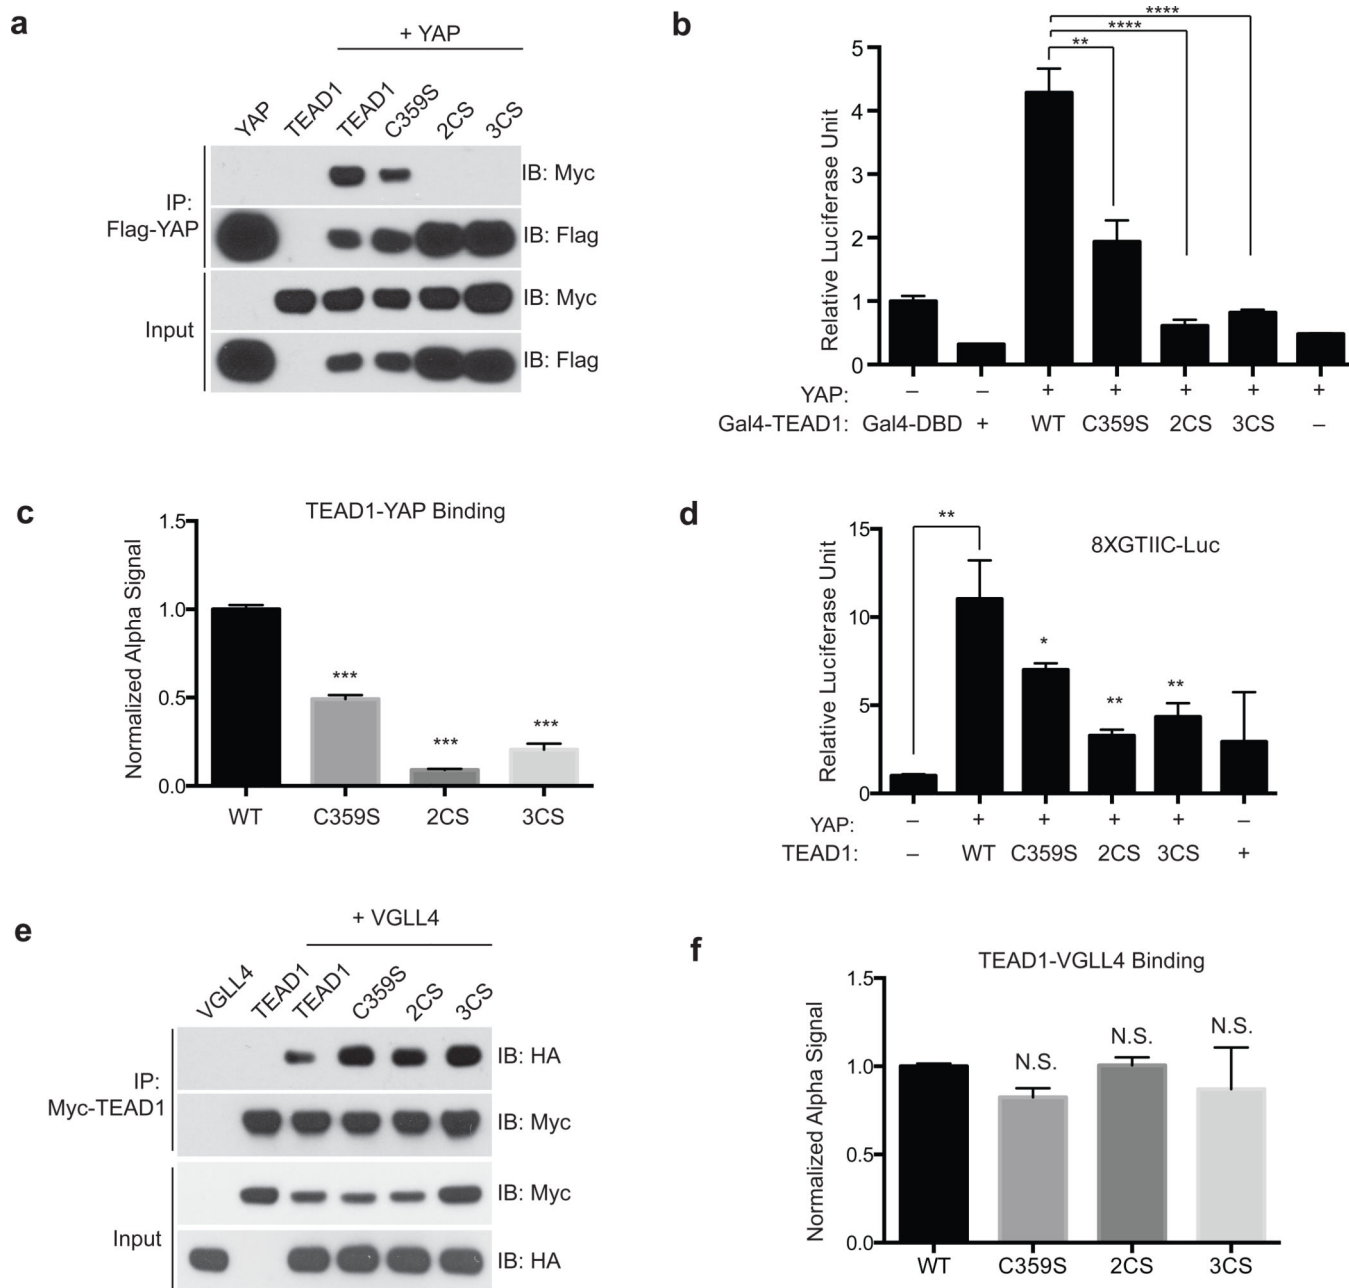 a
+ YAP
YAP TEAD1 TEAD1 C359S 2CS 3CS
IP:
Flag-YAP
IB: Myc
IB: Flag
Input
IB: Myc
IB: Flag
b
Relative Luciferase Unit
5
4
3
2
1
0
** **** ****
YAP: – – + + + + +
Gal4-TEAD1: Gal4-DBD + WT C359S 2CS 3CS –
c
TEAD1-YAP Binding
Normalized Alpha Signal
1.5
1.0
0.5
0.0
*** *** ***
WT C359S 2CS 3CS
d
8XGTIIC-Luc
Relative Luciferase Unit
15
10
5
0
** * ** **
YAP: – + + + + –
TEAD1: – WT C359S 2CS 3CS +
e
+ VGLL4
VGLL4 TEAD1 TEAD1 C359S 2CS 3CS
IP:
Myc-TEAD1
IB: HA
IB: Myc
Input
IB: Myc
IB: HA
f
TEAD1-VGLL4 Binding
Normalized Alpha Signal
1.5
1.0
0.5
0.0
N.S. N.S. N.S.
WT C359S 2CS 3CS